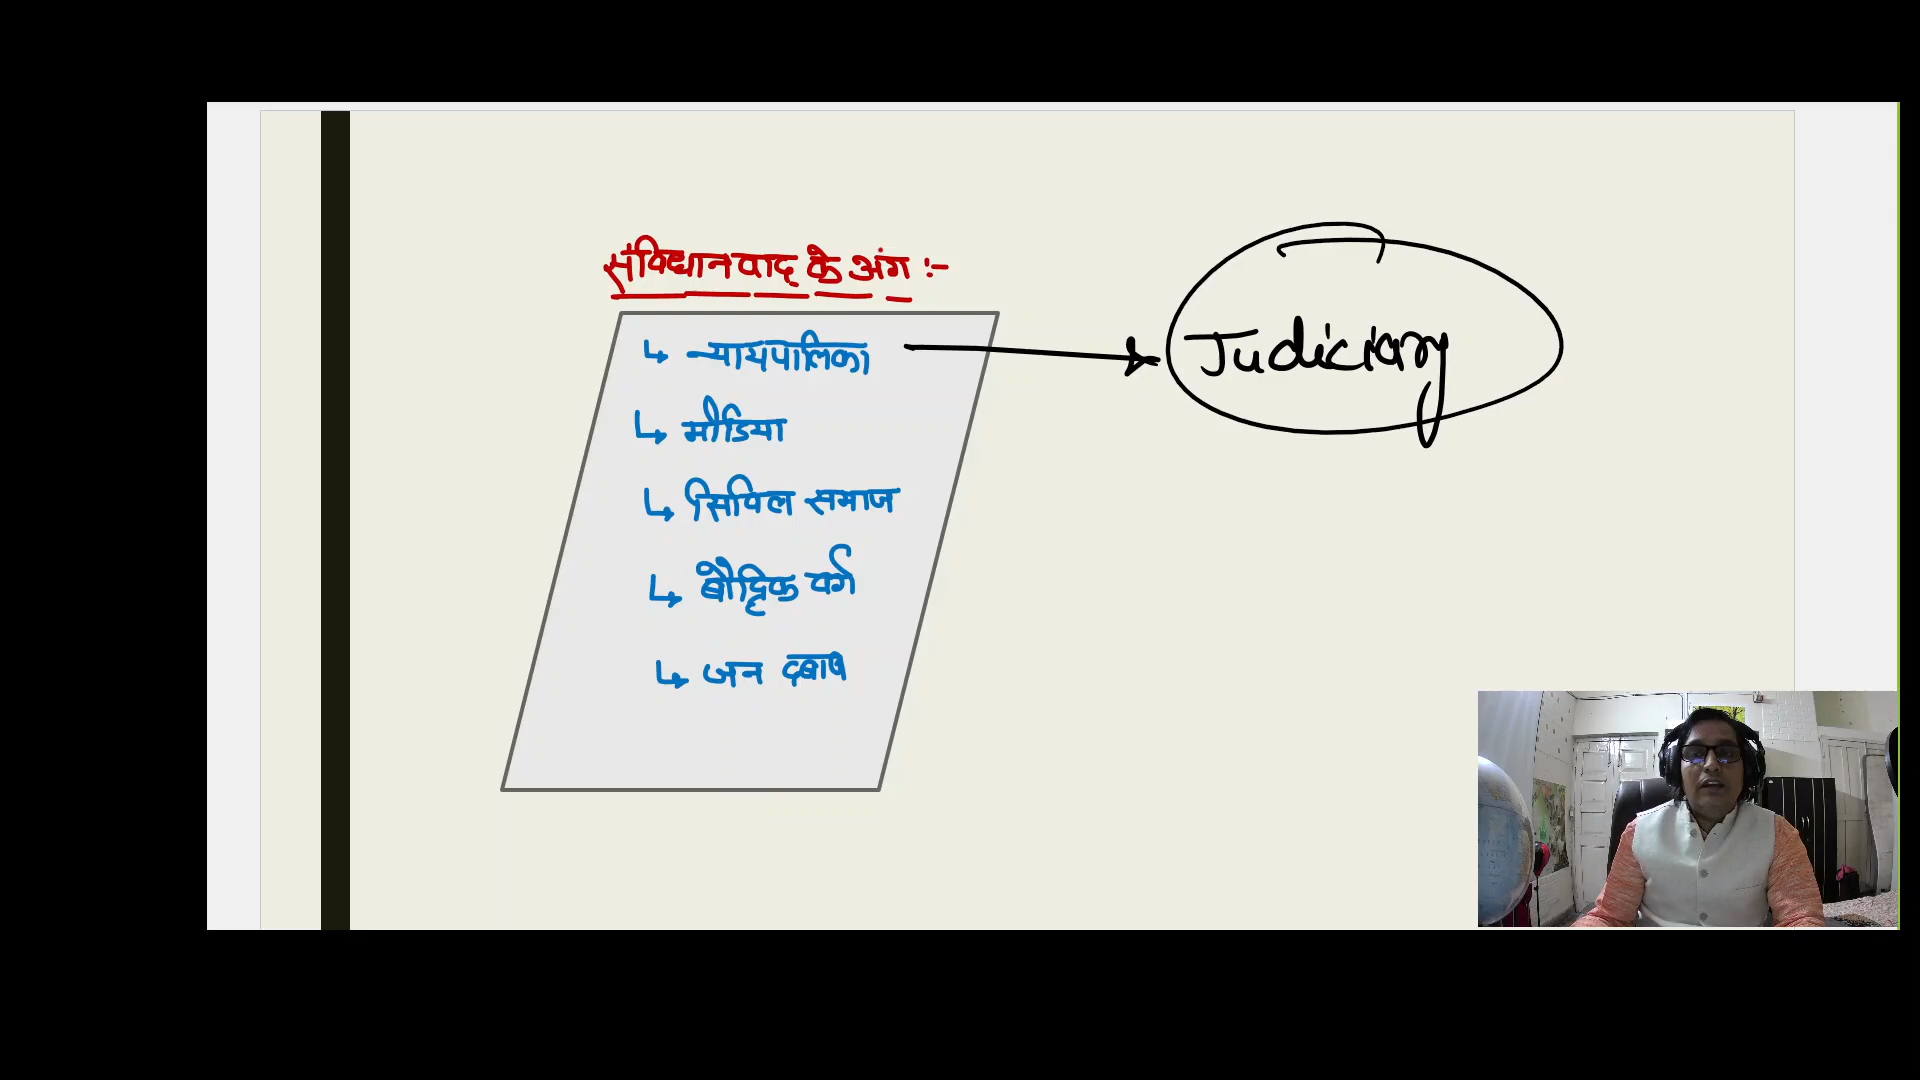 संविधानवाद के अंग :-
↳ न्यायपालिका → Judiciary
↳ मीडिया
↳ सिविल समाज
↳ बौद्धिक वर्ग
↳ जन दबाव